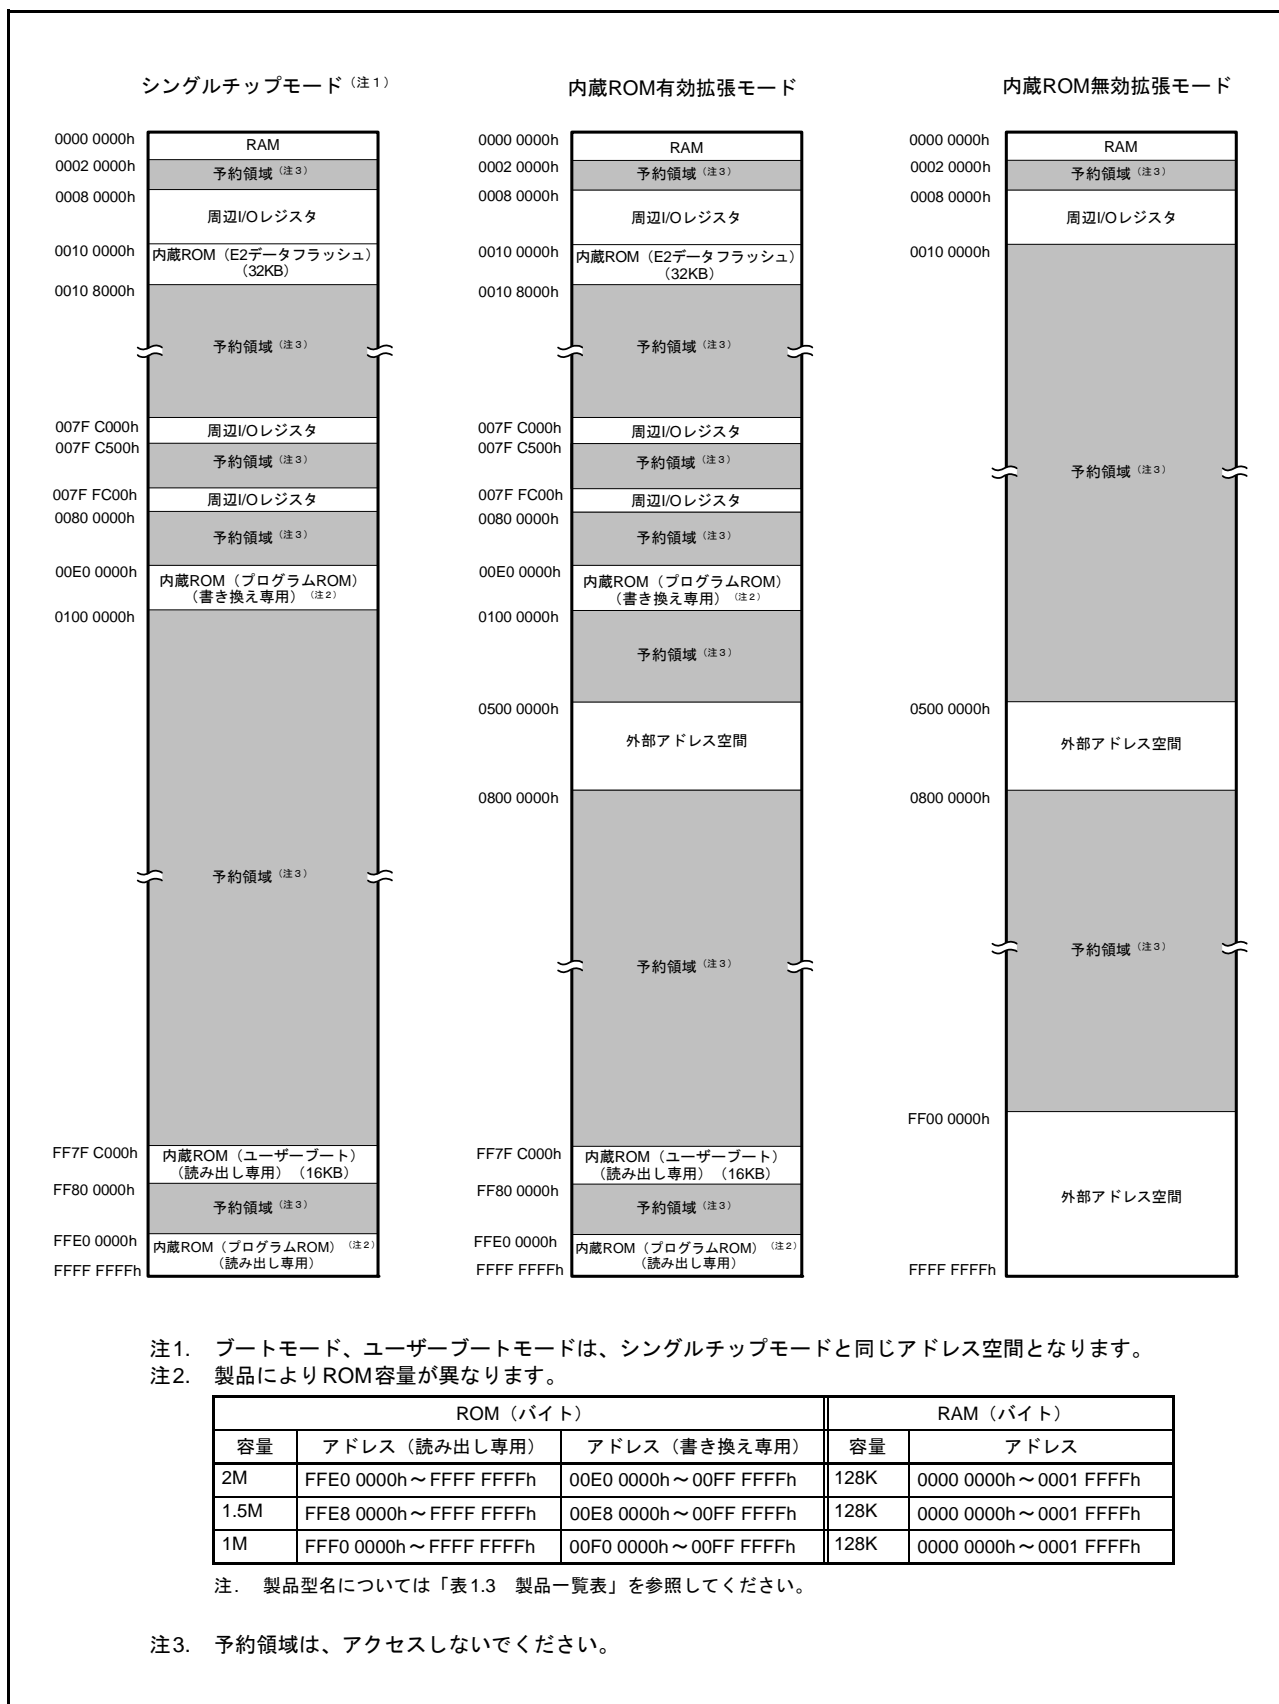 シングルチップモード（注1）
0000 0000h
RAM
0002 0000h
予約領域（注3）
0008 0000h
周辺I/Oレジスタ
0010 0000h
内蔵ROM（E2データフラッシュ）
（32KB）
0010 8000h
予約領域（注3）
007F C000h
周辺I/Oレジスタ
007F C500h
予約領域（注3）
007F FC00h
周辺I/Oレジスタ
0080 0000h
予約領域（注3）
00E0 0000h
内蔵ROM（プログラムROM）
（書き換え専用）（注2）
0100 0000h
予約領域（注3）
FF7F C000h
内蔵ROM（ユーザーブート）
（読み出し専用）（16KB）
FF80 0000h
予約領域（注3）
FFE0 0000h
内蔵ROM（プログラムROM）（注2）
（読み出し専用）
FFFF FFFFh
内蔵ROM有効拡張モード
0000 0000h
RAM
0002 0000h
予約領域（注3）
0008 0000h
周辺I/Oレジスタ
0010 0000h
内蔵ROM（E2データフラッシュ）
（32KB）
0010 8000h
予約領域（注3）
007F C000h
周辺I/Oレジスタ
007F C500h
予約領域（注3）
007F FC00h
周辺I/Oレジスタ
0080 0000h
予約領域（注3）
00E0 0000h
内蔵ROM（プログラムROM）
（書き換え専用）（注2）
0100 0000h
予約領域（注3）
0500 0000h
外部アドレス空間
0800 0000h
予約領域（注3）
FF7F C000h
内蔵ROM（ユーザーブート）
（読み出し専用）（16KB）
FF80 0000h
予約領域（注3）
FFE0 0000h
内蔵ROM（プログラムROM）（注2）
（読み出し専用）
FFFF FFFFh
内蔵ROM無効拡張モード
0000 0000h
RAM
0002 0000h
予約領域（注3）
0008 0000h
周辺I/Oレジスタ
0010 0000h
予約領域（注3）
0500 0000h
外部アドレス空間
0800 0000h
予約領域（注3）
FF00 0000h
外部アドレス空間
FFFF FFFFh
注1. ブートモード、ユーザーブートモードは、シングルチップモードと同じアドレス空間となります。
注2. 製品によりROM容量が異なります。
ROM（バイト） RAM（バイト）
容量 アドレス（読み出し専用） アドレス（書き換え専用） 容量 アドレス
2M FFE0 0000h～FFFF FFFFh 00E0 0000h～00FF FFFFh 128K 0000 0000h～0001 FFFFh
1.5M FFE8 0000h～FFFF FFFFh 00E8 0000h～00FF FFFFh 128K 0000 0000h～0001 FFFFh
1M FFF0 0000h～FFFF FFFFh 00F0 0000h～00FF FFFFh 128K 0000 0000h～0001 FFFFh
注. 製品型名については「表1.3 製品一覧表」を参照してください。
注3. 予約領域は、アクセスしないでください。